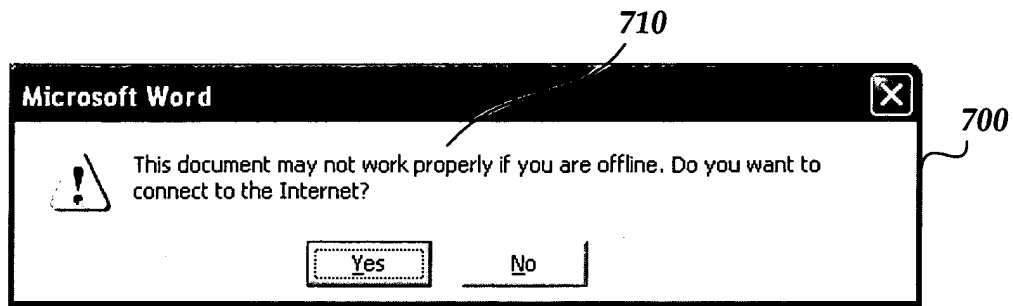 710
Microsoft Word
700
This document may not work properly if you are offline. Do you want to
connect to the Internet?
Yes No